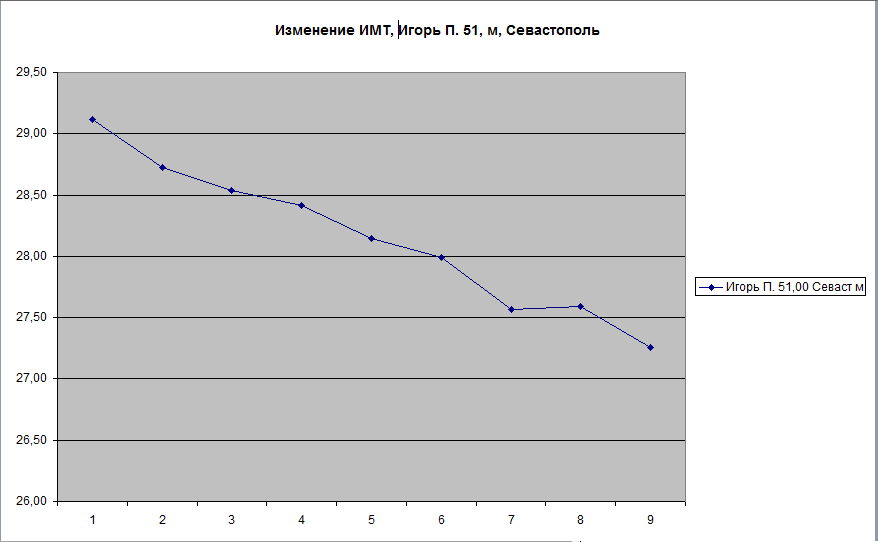 Изменение ИМТ, Игорь П. 51, м, Севастополь
29,50
29,00
28,50
28,00
27,50
27,00
26,50
26,00
1 2 3 4 5 6 7 8 9
Игорь П. 51,00 Севаст м